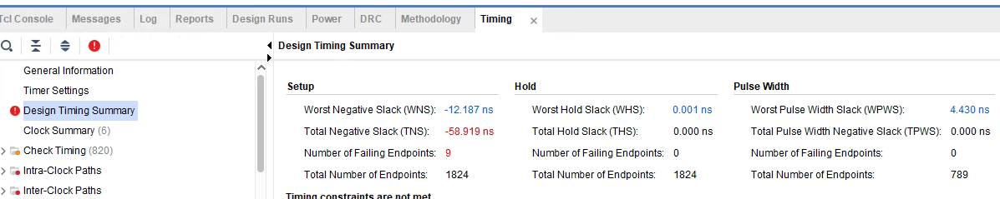 Tcl Console Messages Log Reports Design Runs Power DRC Methodology Timing
Design Timing Summary
General Information
Timer Settings
Design Timing Summary
Clock Summary (6)
Check Timing (820)
Intra-Clock Paths
Inter-Clock Paths
Setup Hold Pulse Width
Worst Negative Slack (WNS): -12.187 ns Worst Hold Slack (WHS): 0.001 ns Worst Pulse Width Slack (WPWS): 4.430 ns
Total Negative Slack (TNS): -58.919 ns Total Hold Slack (THS): 0.000 ns Total Pulse Width Negative Slack (TPWS): 0.000 ns
Number of Failing Endpoints: 9 Number of Failing Endpoints: 0 Number of Failing Endpoints: 0
Total Number of Endpoints: 1824 Total Number of Endpoints: 1824 Total Number of Endpoints: 789
Timing constraints are not met